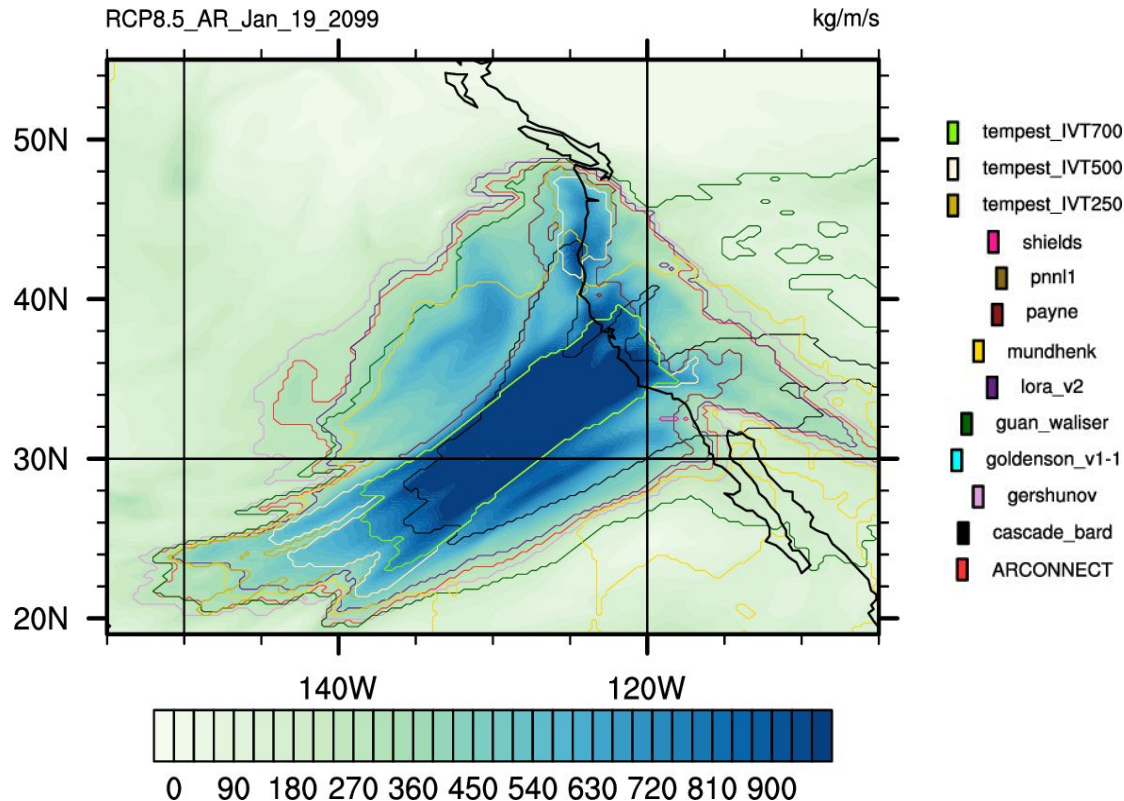 RCP8.5_AR_Jan_19_2099 kg/m/s
50N
40N
30N
20N
140W 120W
tempest_IVT700
tempest_IVT500
tempest_IVT250
shields
pnnl1
payne
mundhenk
lora_v2
guan_waliser
goldenson_v1-1
gershunov
cascade_bard
ARCONNECT
0 90 180 270 360 450 540 630 720 810 900